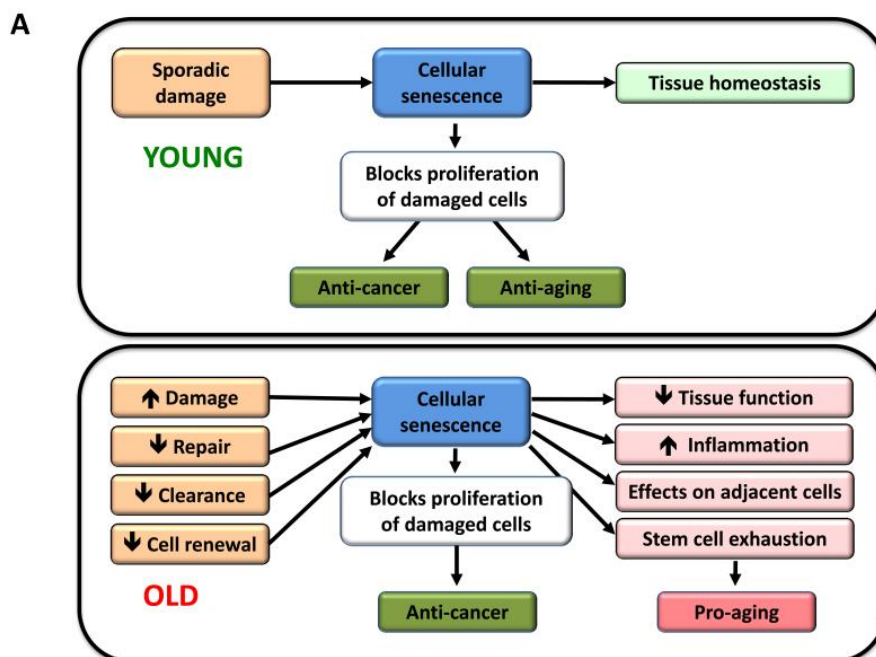 A
Sporadic
damage
Cellular
senescence
Tissue homeostasis
YOUNG
Blocks proliferation
of damaged cells
Anti-cancer
Anti-aging
↑ Damage
↓ Repair
↓ Clearance
↓ Cell renewal
OLD
Cellular
senescence
Blocks proliferation
of damaged cells
Anti-cancer
↓ Tissue function
↑ Inflammation
Effects on adjacent cells
Stem cell exhaustion
Pro-aging